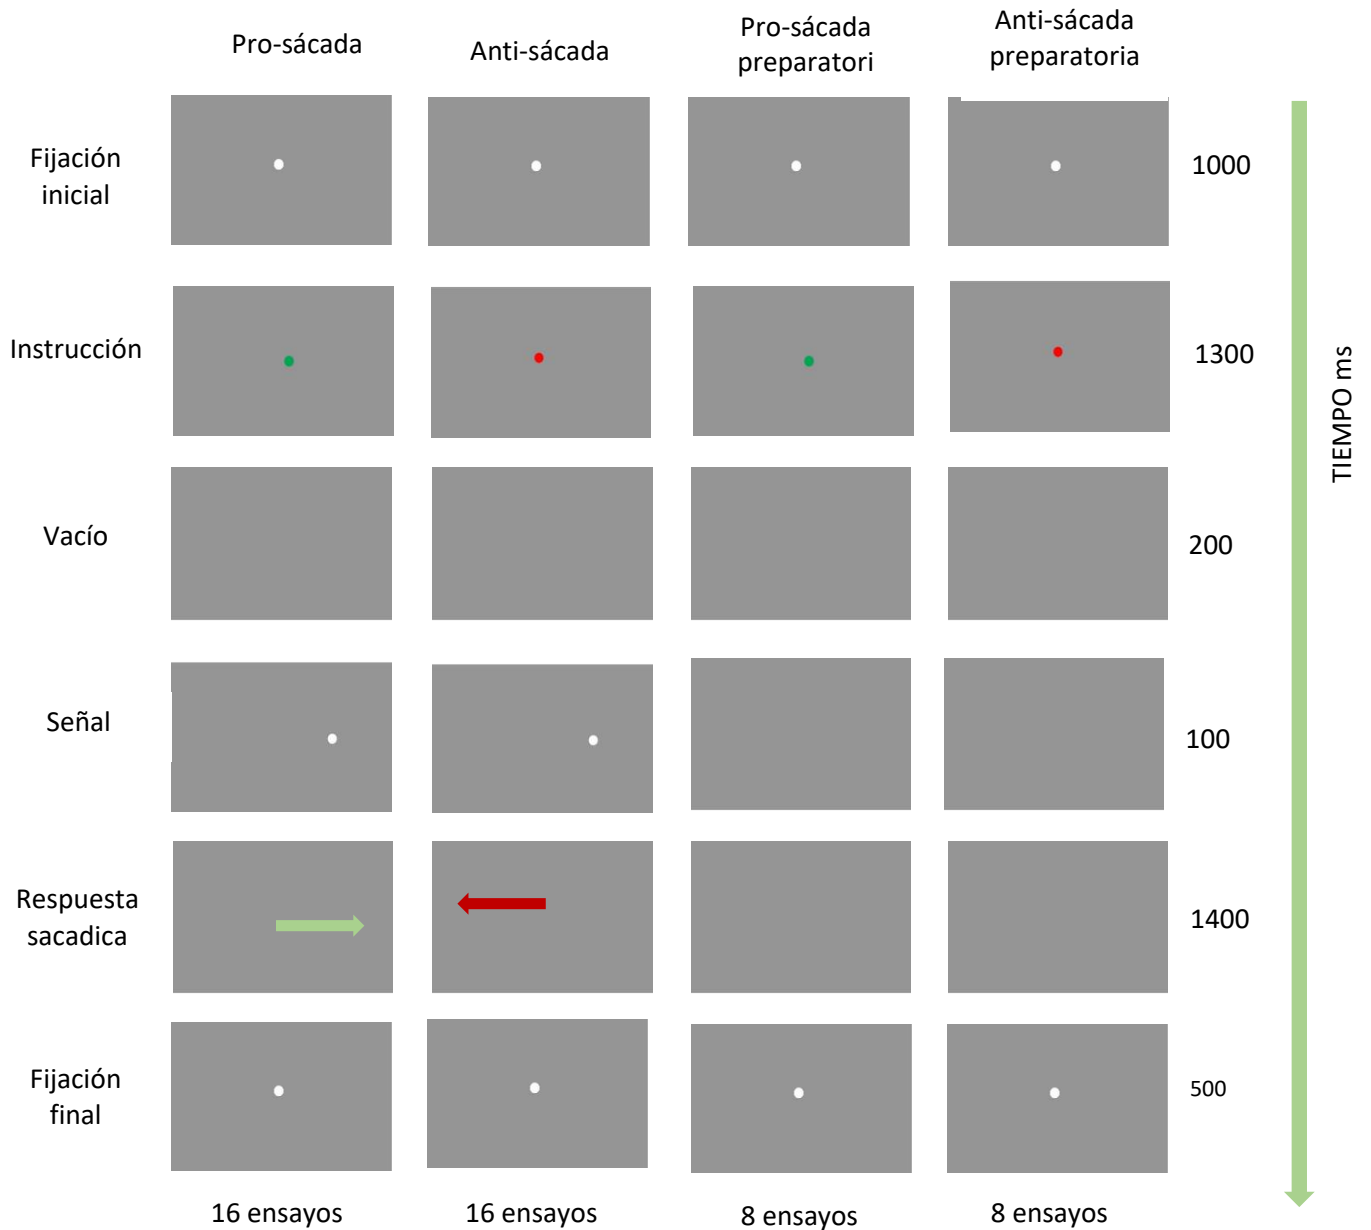 Pro-sácada
Anti-sácada
Pro-sácada
preparatori
Anti-sácada
preparatoria
Fijación
inicial
1000
Instrucción
1300
TIEMPO ms
Vacío
200
Señal
100
Respuesta
sacadica
1400
Fijación
final
500
16 ensayos
16 ensayos
8 ensayos
8 ensayos